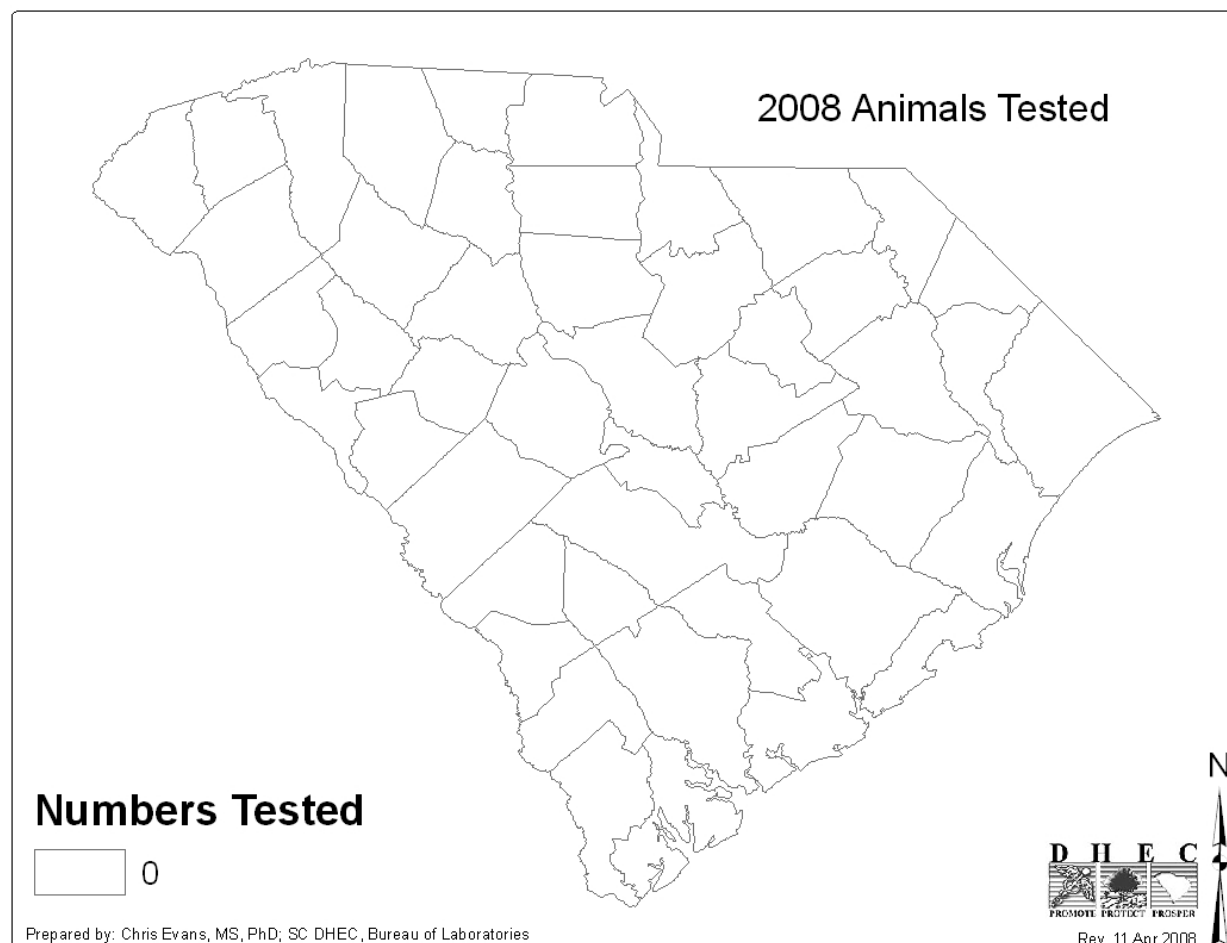 2008 Animals Tested
Numbers Tested
0
N
D H E C
PROMOTE PROTECT PROSPER
Prepared by: Chris Evans, MS, PhD; SC DHEC, Bureau of Laboratories
Rev. 11 Apr 2008